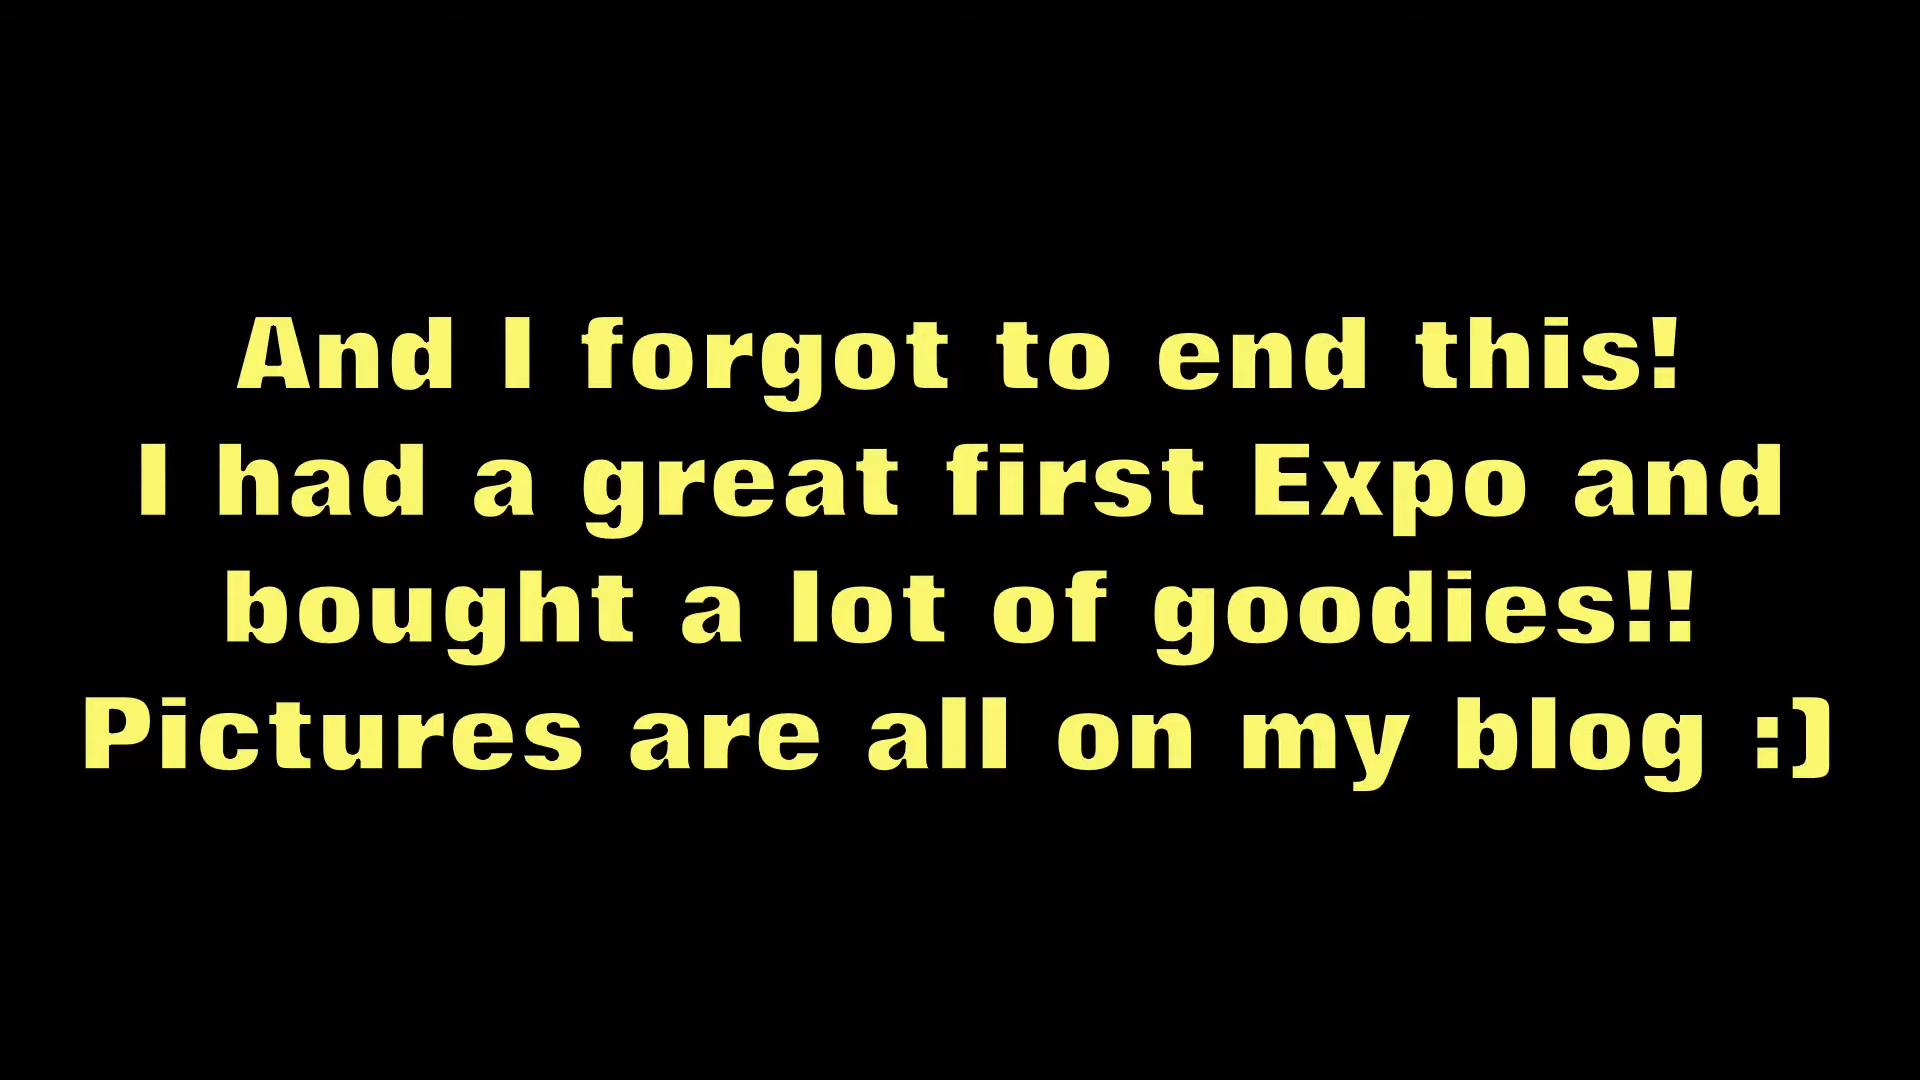 And I forgot to end this!
I had a great first Expo and
bought a lot of goodies!!
Pictures are all on my blog :)